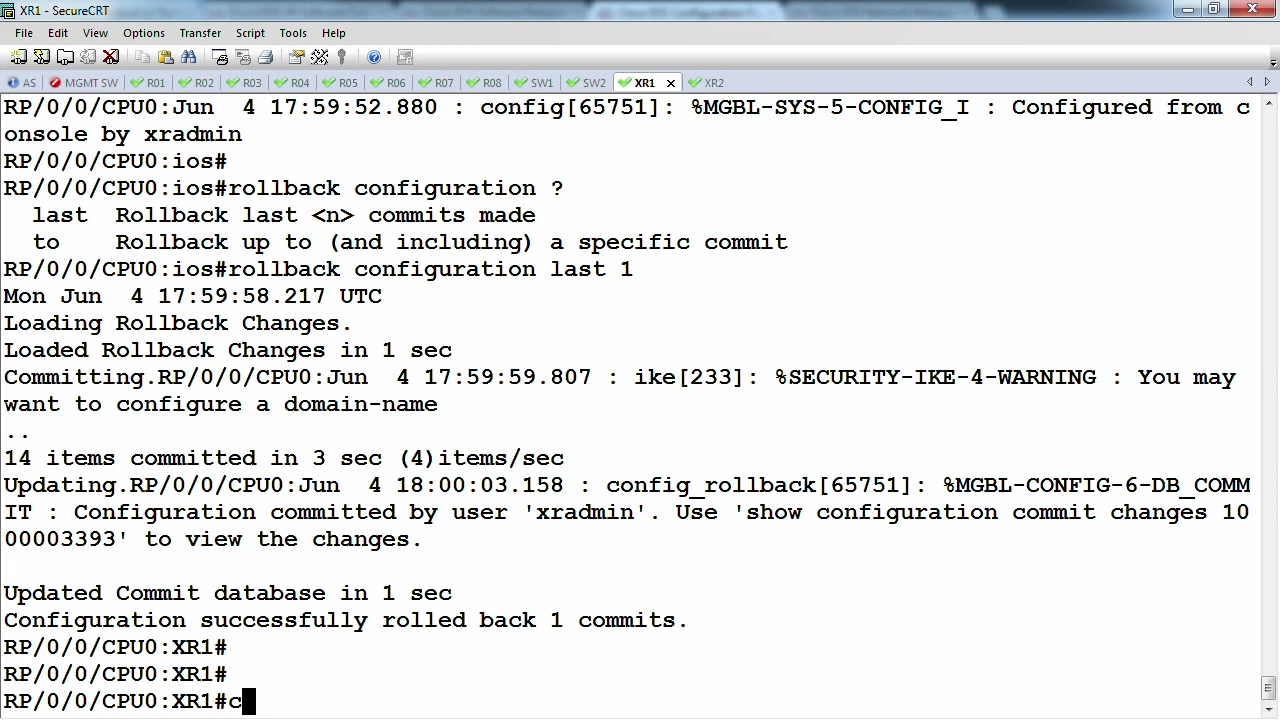 XR1 - SecureCRT
File Edit View Options Transfer Script Tools Help
AS MGMT SW R01 R02 R03 R04 R05 R06 R07 R08 SW1 SW2 XR1 XR2
RP/0/0/CPU0:Jun  4 17:59:52.880 : config[65751]: %MGBL-SYS-5-CONFIG_I : Configured from c
onsole by xradmin
RP/0/0/CPU0:ios#
RP/0/0/CPU0:ios#rollback configuration ?
  last  Rollback last <n> commits made
  to    Rollback up to (and including) a specific commit
RP/0/0/CPU0:ios#rollback configuration last 1
Mon Jun  4 17:59:58.217 UTC
Loading Rollback Changes.
Loaded Rollback Changes in 1 sec
Committing.RP/0/0/CPU0:Jun  4 17:59:59.807 : ike[233]: %SECURITY-IKE-4-WARNING : You may
want to configure a domain-name
..
14 items committed in 3 sec (4)items/sec
Updating.RP/0/0/CPU0:Jun  4 18:00:03.158 : config_rollback[65751]: %MGBL-CONFIG-6-DB_COMM
IT : Configuration committed by user 'xradmin'. Use 'show configuration commit changes 10
00003393' to view the changes.
Updated Commit database in 1 sec
Configuration successfully rolled back 1 commits.
RP/0/0/CPU0:XR1#
RP/0/0/CPU0:XR1#
RP/0/0/CPU0:XR1#c